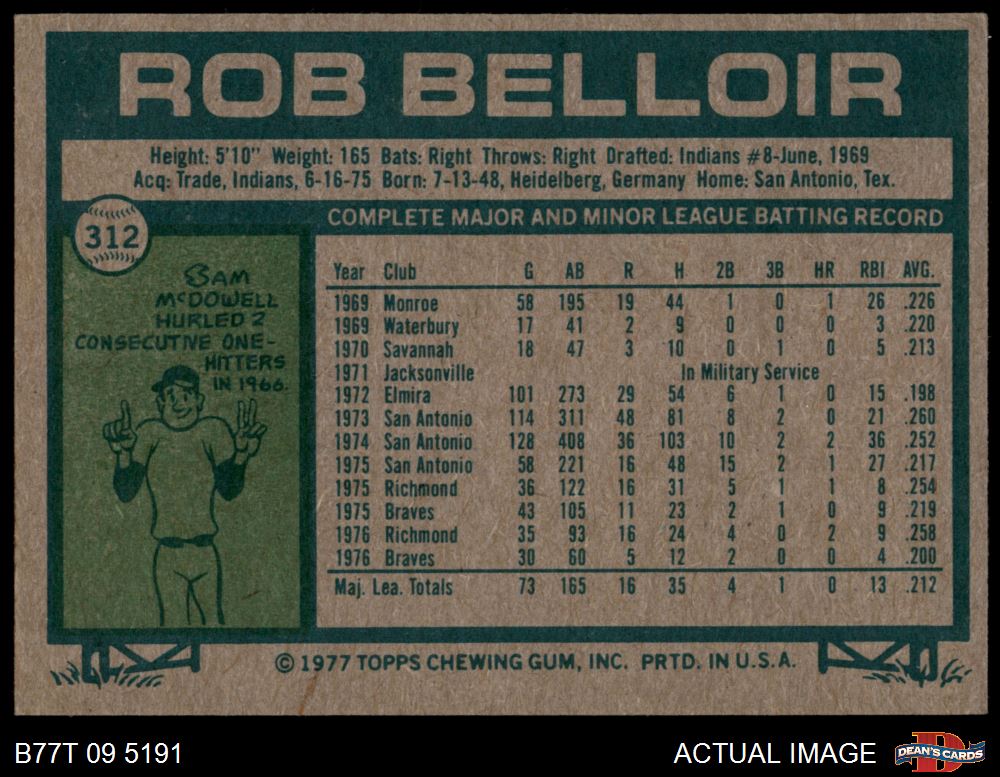 ROB BELLOIR
Height: 5'10" Weight: 165 Bats: Right Throws: Right Drafted: Indians #8-June, 1969
Acq: Trade, Indians, 6-16-75 Born: 7-13-48, Heidelberg, Germany Home: San Antonio, Tex.
312
COMPLETE MAJOR AND MINOR LEAGUE BATTING RECORD
SAM
McDOWELL
HURLED 2
CONSECUTIVE ONE-
HITTERS
IN 1966.
Year Club G AB R H 2B 3B HR RBI AVG.
1969 Monroe 58 195 19 44 1 0 1 26 .226
1969 Waterbury 17 41 2 9 0 0 0 3 .220
1970 Savannah 18 47 3 10 0 1 0 5 .213
1971 Jacksonville In Military Service
1972 Elmira 101 273 29 54 6 1 0 15 .198
1973 San Antonio 114 311 48 81 8 2 0 21 .260
1974 San Antonio 128 408 36 103 10 2 2 36 .252
1975 San Antonio 58 221 16 48 15 2 1 27 .217
1975 Richmond 36 122 16 31 5 1 1 8 .254
1975 Braves 43 105 11 23 2 1 0 9 .219
1976 Richmond 35 93 16 24 4 0 2 9 .258
1976 Braves 30 60 5 12 2 0 0 4 .200
Maj. Lea. Totals 73 165 16 35 4 1 0 13 .212
© 1977 TOPPS CHEWING GUM, INC. PRTD. IN U.S.A.
B77T 09 5191
ACTUAL IMAGE
D
DEAN'S CARDS